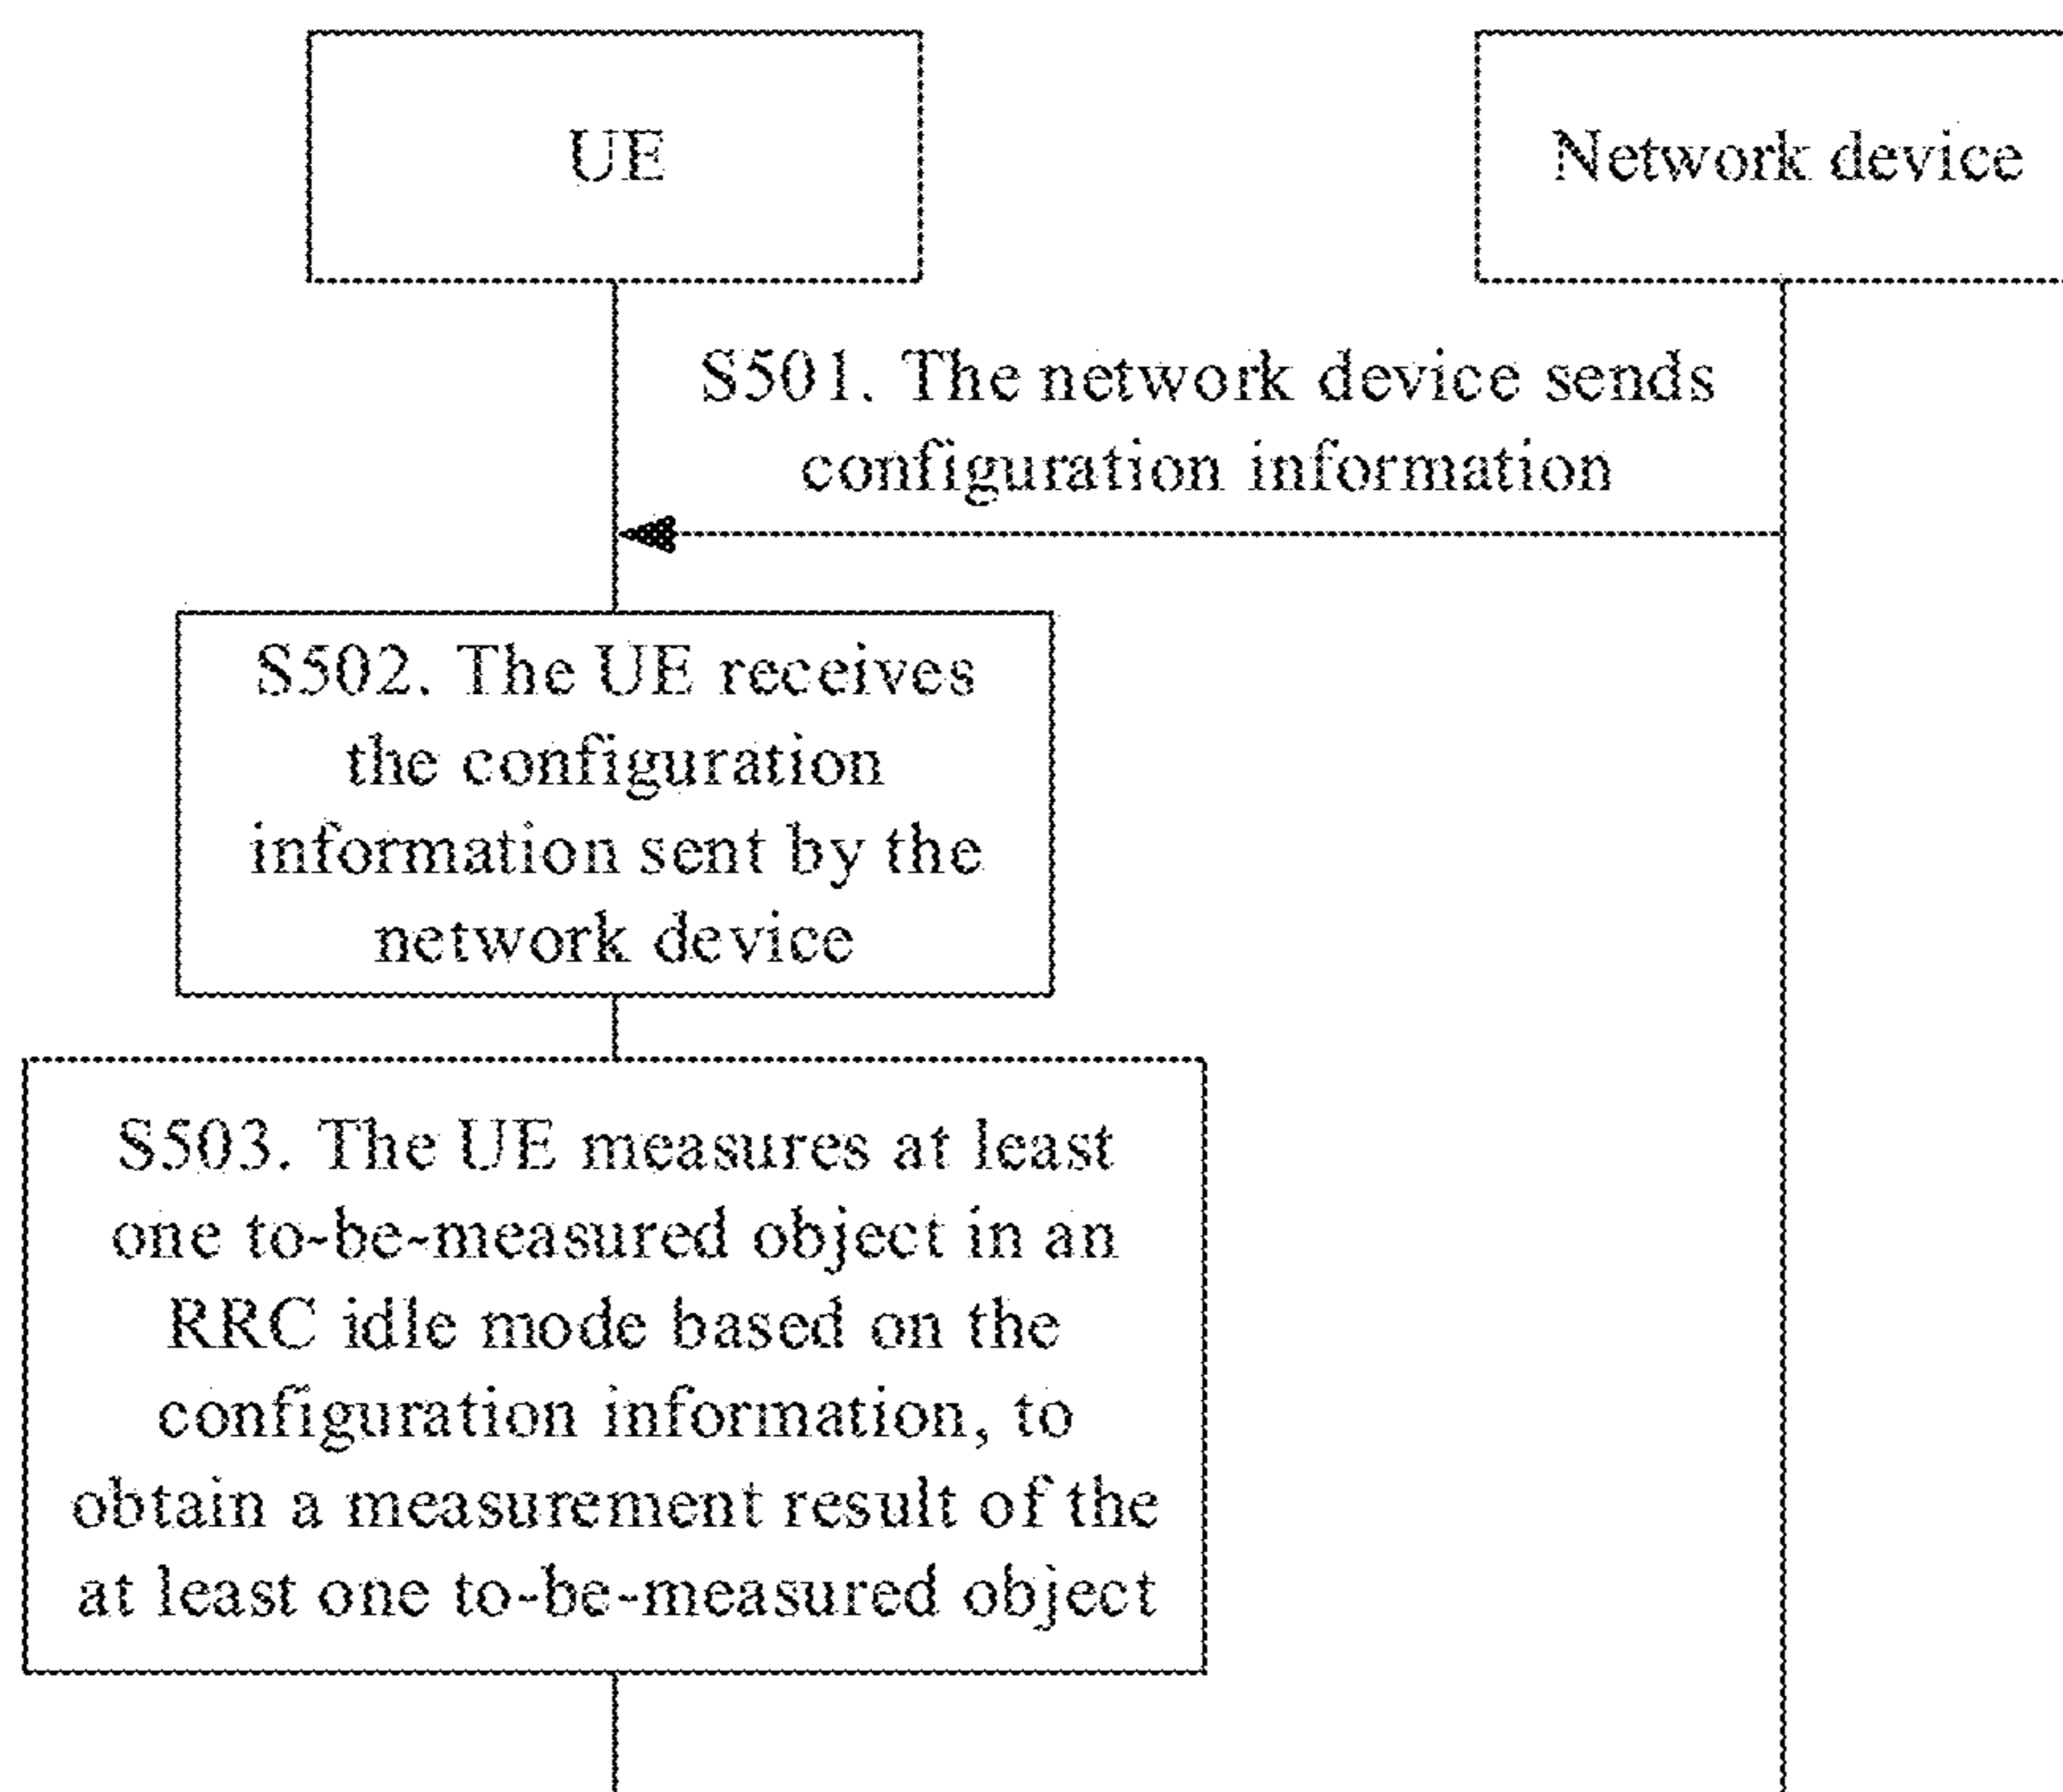 UE
Network device
S501. The network device sends
configuration information
S502. The UE receives
the configuration
information sent by the
network device
S503. The UE measures at least
one to-be-measured object in an
RRC idle mode based on the
configuration information, to
obtain a measurement result of the
at least one to-be-measured object